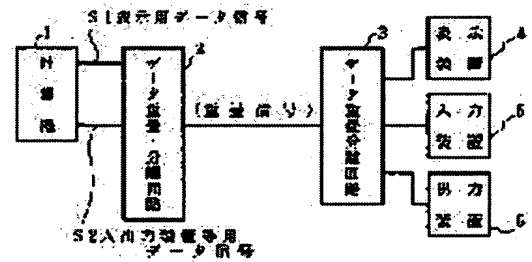 S1表示用データ信号
1
計算機
2
データ重畳・分離回路
(重畳信号)
3
データ重畳分離回路
表示装置
4
入力装置
5
出力装置
6
S2入出力装置等用
データ信号